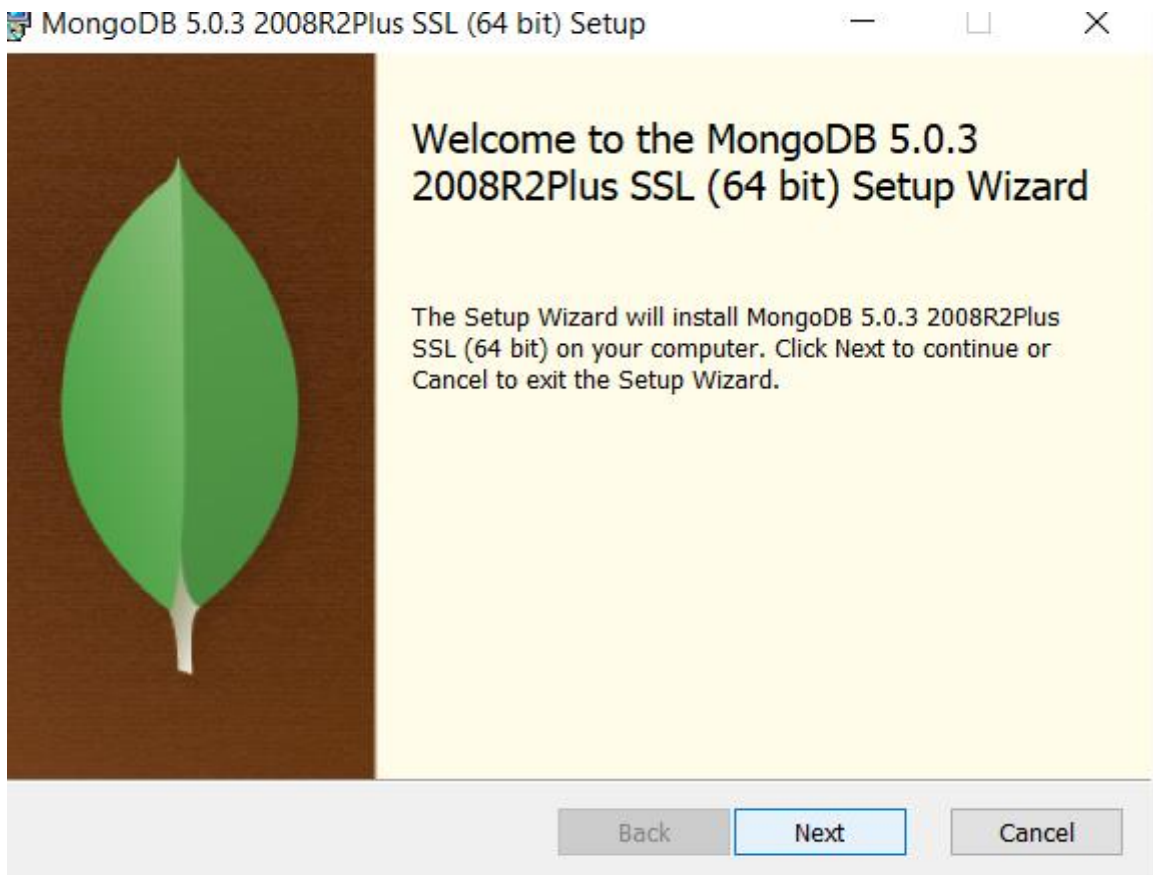 MongoDB 5.0.3 2008R2Plus SSL (64 bit) Setup
Welcome to the MongoDB 5.0.3
2008R2Plus SSL (64 bit) Setup Wizard
The Setup Wizard will install MongoDB 5.0.3 2008R2Plus
SSL (64 bit) on your computer. Click Next to continue or
Cancel to exit the Setup Wizard.
Back Next Cancel